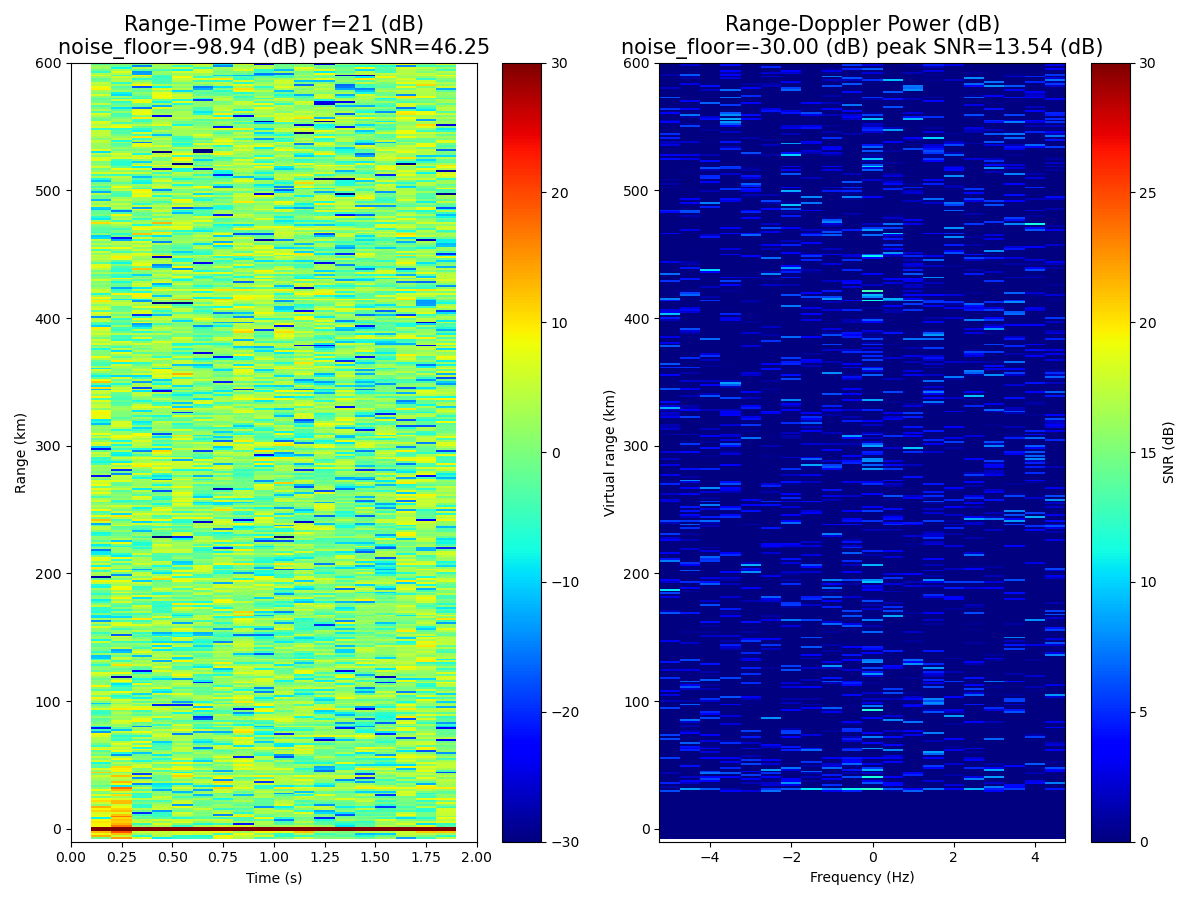 Range-Time Power f=21 (dB)
noise_floor=-98.94 (dB) peak SNR=46.25
600
500
400
300
200
100
0
Range (km)
0.00 0.25 0.50 0.75 1.00 1.25 1.50 1.75 2.00
Time (s)
30
20
10
0
−10
−20
−30
Range-Doppler Power (dB)
noise_floor=-30.00 (dB) peak SNR=13.54 (dB)
600
500
400
300
200
100
0
Virtual range (km)
−4 −2 0 2 4
Frequency (Hz)
30
25
20
15
10
5
0
SNR (dB)